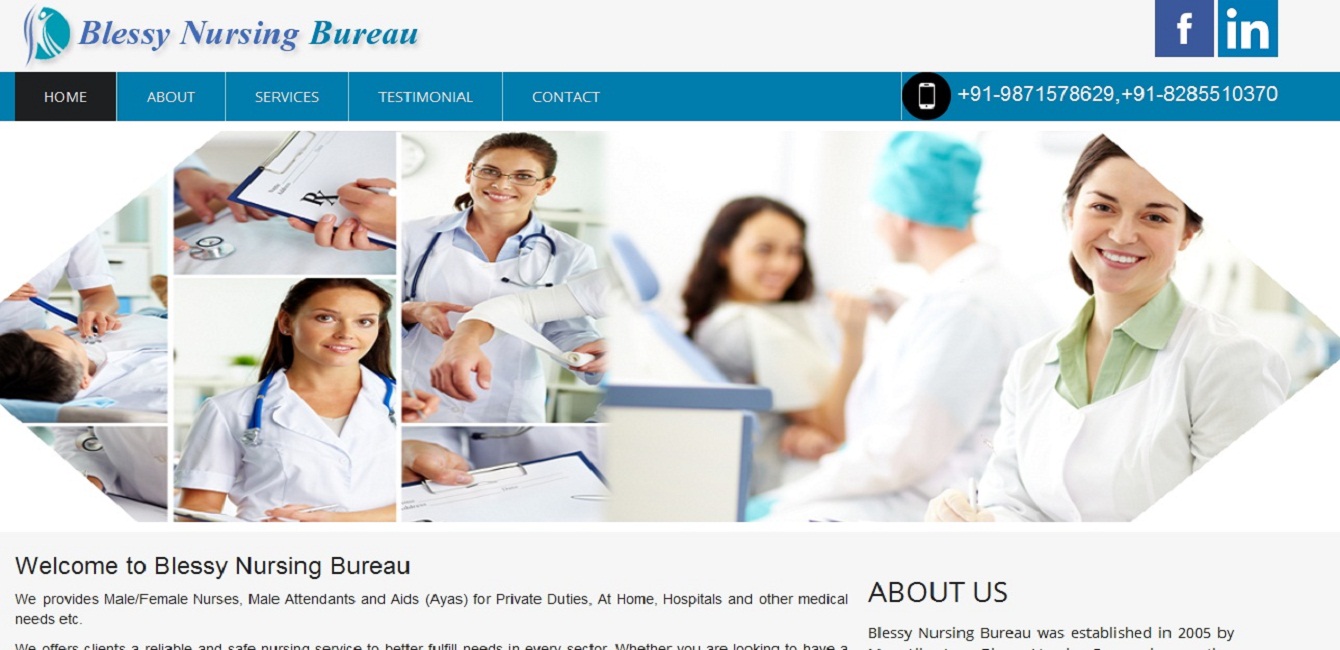 Blessy Nursing Bureau
f in
HOME ABOUT SERVICES TESTIMONIAL CONTACT
+91-9871578629,+91-8285510370
Rx
Welcome to Blessy Nursing Bureau
We provides Male/Female Nurses, Male Attendants and Aids (Ayas) for Private Duties, At Home, Hospitals and other medical
needs etc.
We offers clients a reliable and safe nursing service to better fulfill needs in every sector. Whether you are looking to have a
ABOUT US
Blessy Nursing Bureau was established in 2005 by